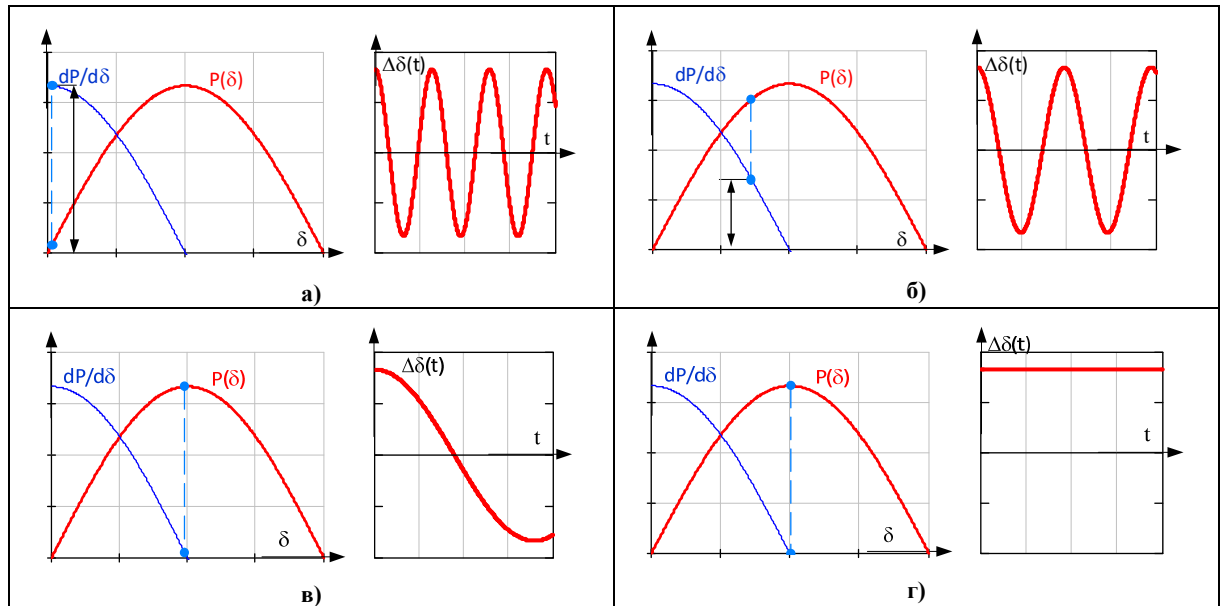 dP/dδ
P(δ)
δ
Δδ(t)
t
а)
dP/dδ
P(δ)
δ
Δδ(t)
t
б)
dP/dδ
P(δ)
δ
Δδ(t)
t
в)
dP/dδ
P(δ)
δ
Δδ(t)
t
г)